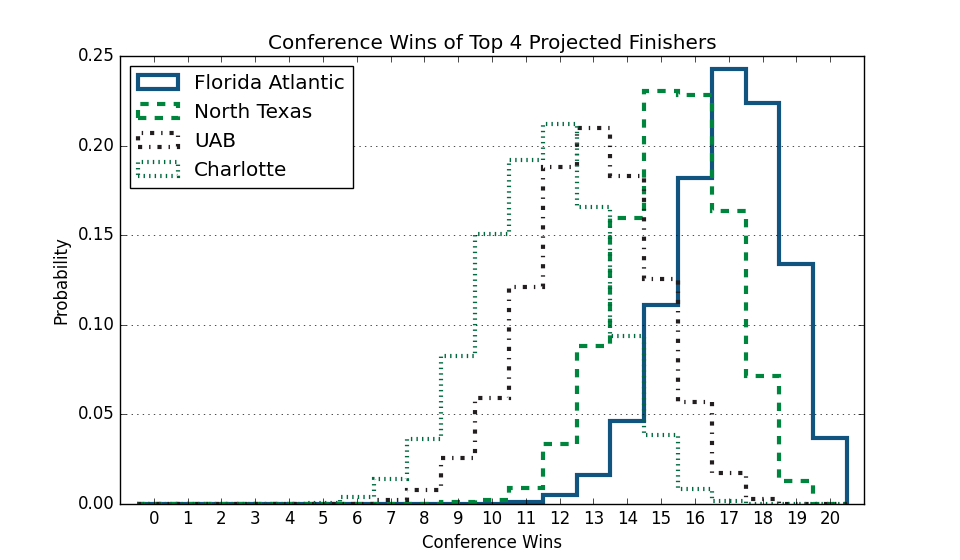 Conference Wins of Top 4 Projected Finishers
0.25
0.20
0.15
0.10
0.05
0.00
Probability
Florida Atlantic
North Texas
UAB
Charlotte
0 1 2 3 4 5 6 7 8 9 10 11 12 13 14 15 16 17 18 19 20
Conference Wins